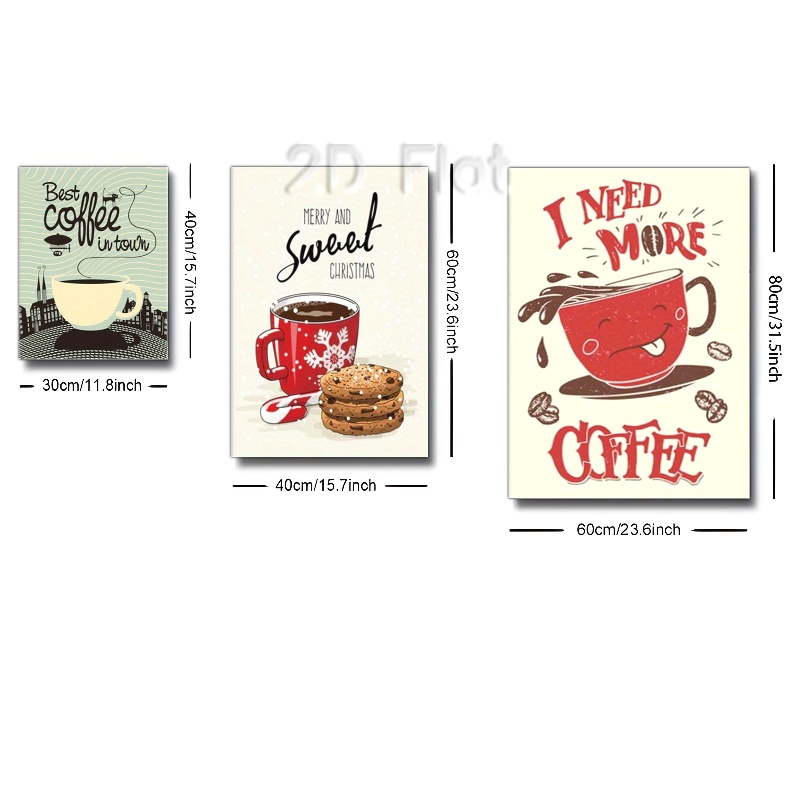 2D Flat
Best
coffee
in town
40cm/15.7inch
30cm/11.8inch
MERRY AND
Sweet
CHRISTMAS
60cm/23.6inch
40cm/15.7inch
I NEED
MORE
COFFEE
80cm/31.5inch
60cm/23.6inch